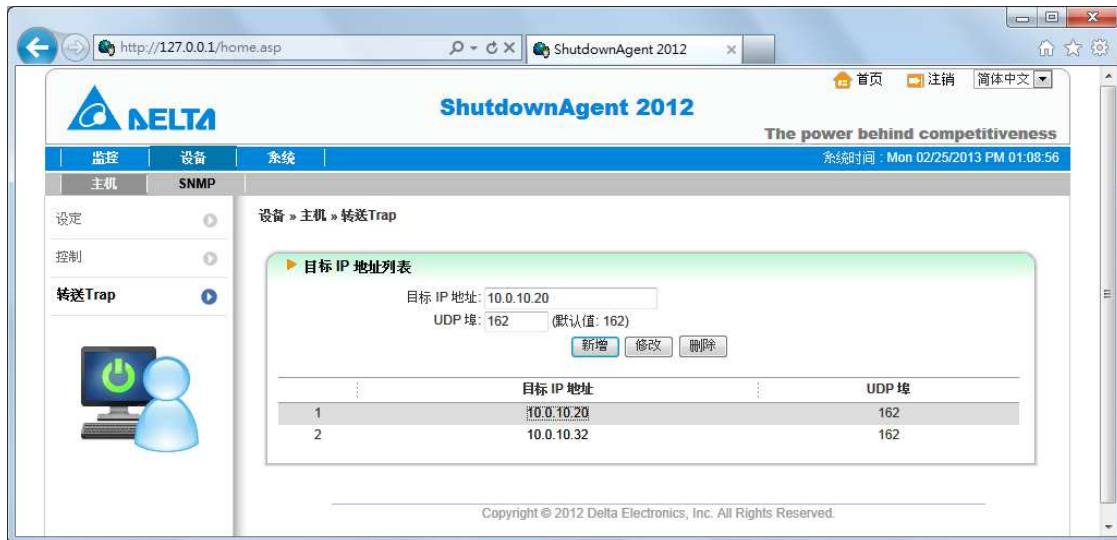 http://127.0.0.1/home.asp
ShutdownAgent 2012
首页 注销 简体中文
DELTA
ShutdownAgent 2012
The power behind competitiveness
监控 设备 系统
系统时间 : Mon 02/25/2013 PM 01:08:56
主机 SNMP
设定
控制
转送Trap
设备 » 主机 » 转送Trap
目标 IP 地址列表
目标 IP 地址: 10.0.10.20
UDP 埠: 162 (默认值: 162)
新增 修改 删除
目标 IP 地址 UDP 埠
1 10.0.10.20 162
2 10.0.10.32 162
Copyright © 2012 Delta Electronics, Inc. All Rights Reserved.